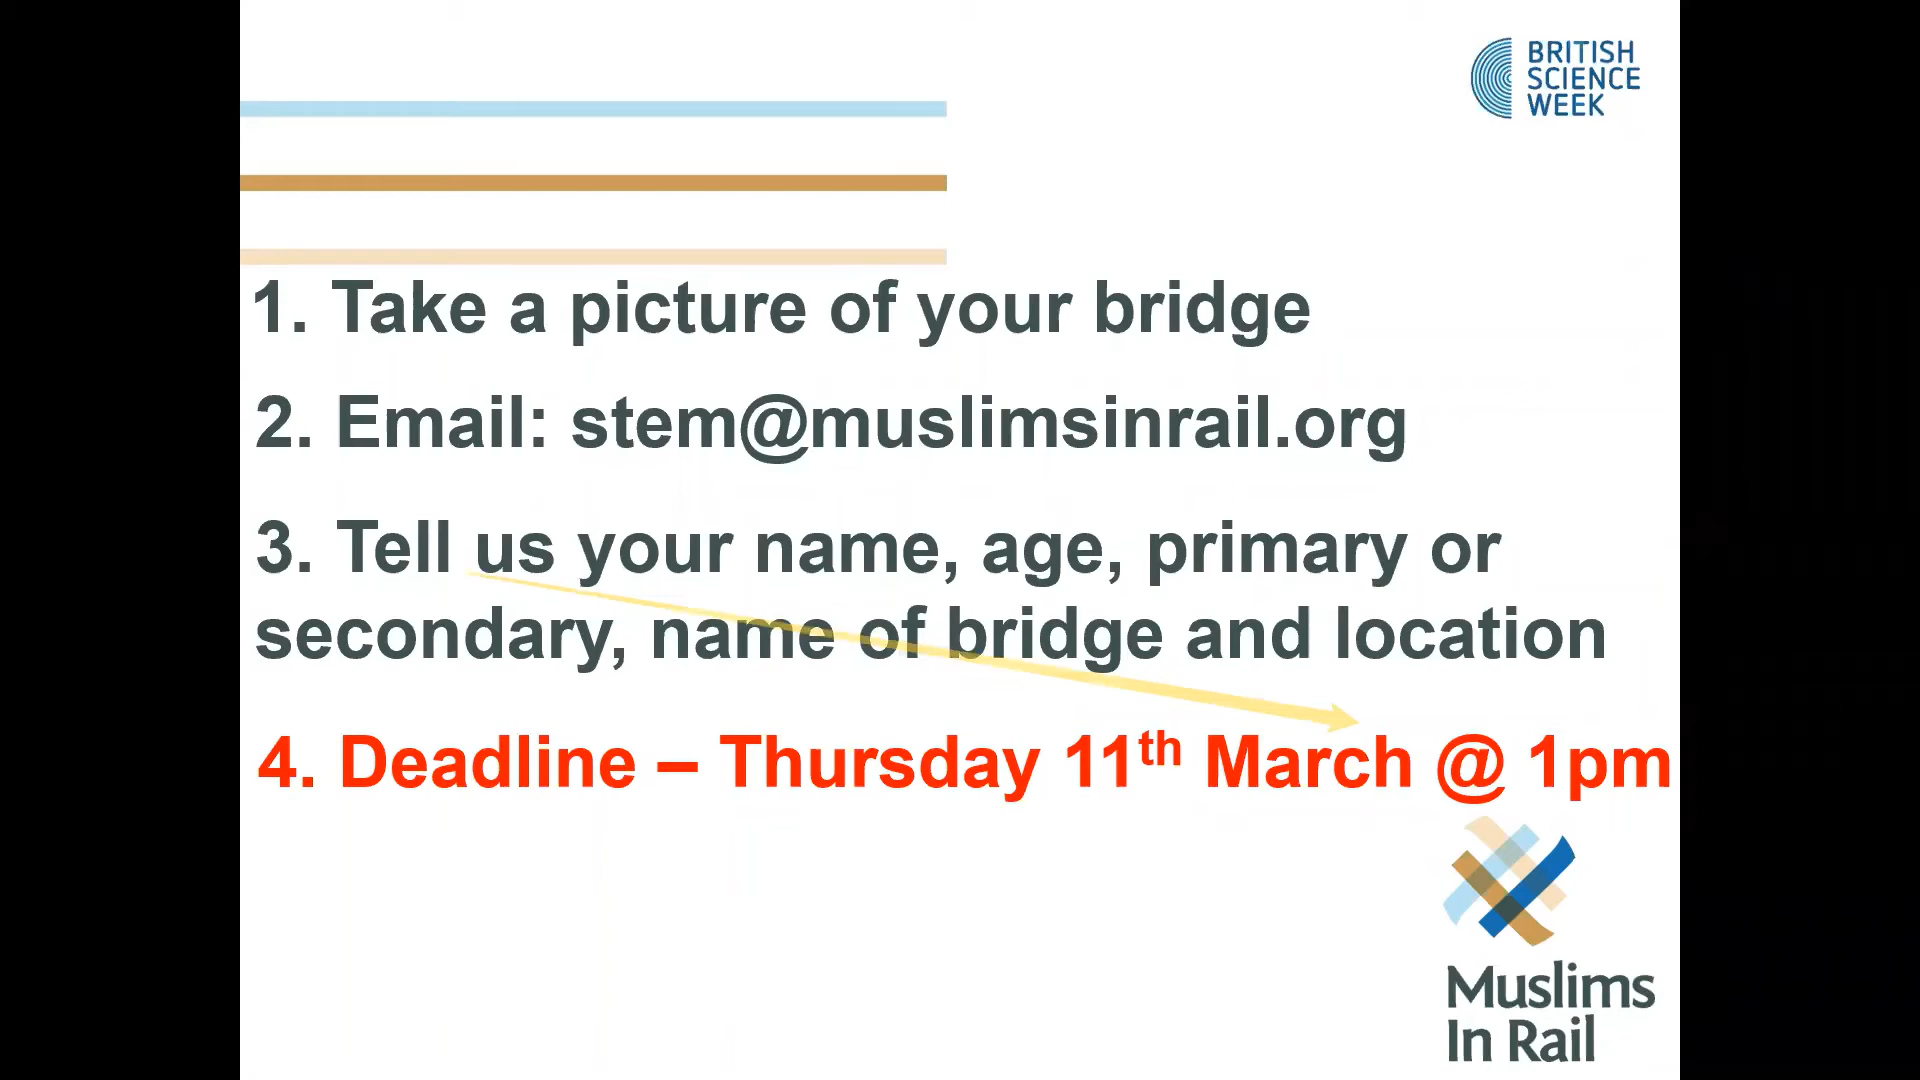 BRITISH
SCIENCE
WEEK
1. Take a picture of your bridge
2. Email: stem@muslimsinrail.org
3. Tell us your name, age, primary or
secondary, name of bridge and location
4. Deadline – Thursday 11th March @ 1pm
Muslims
In Rail